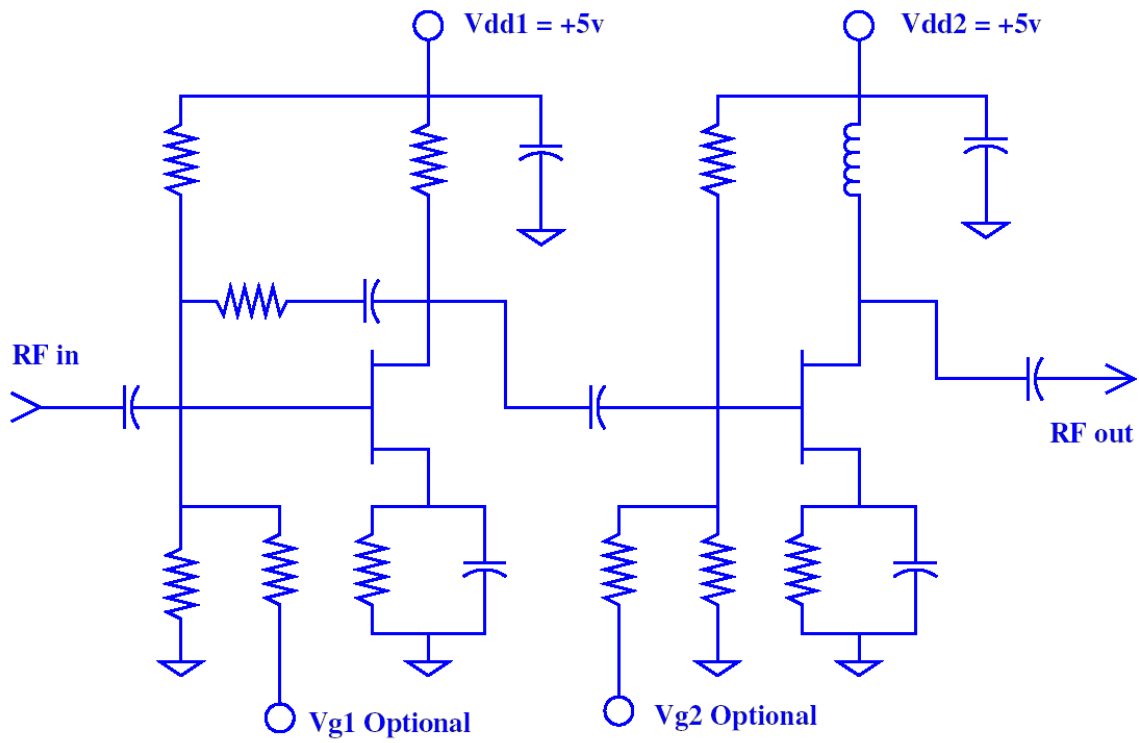 Vdd1 = +5v
Vdd2 = +5v
RF in
RF out
Vg1 Optional
Vg2 Optional